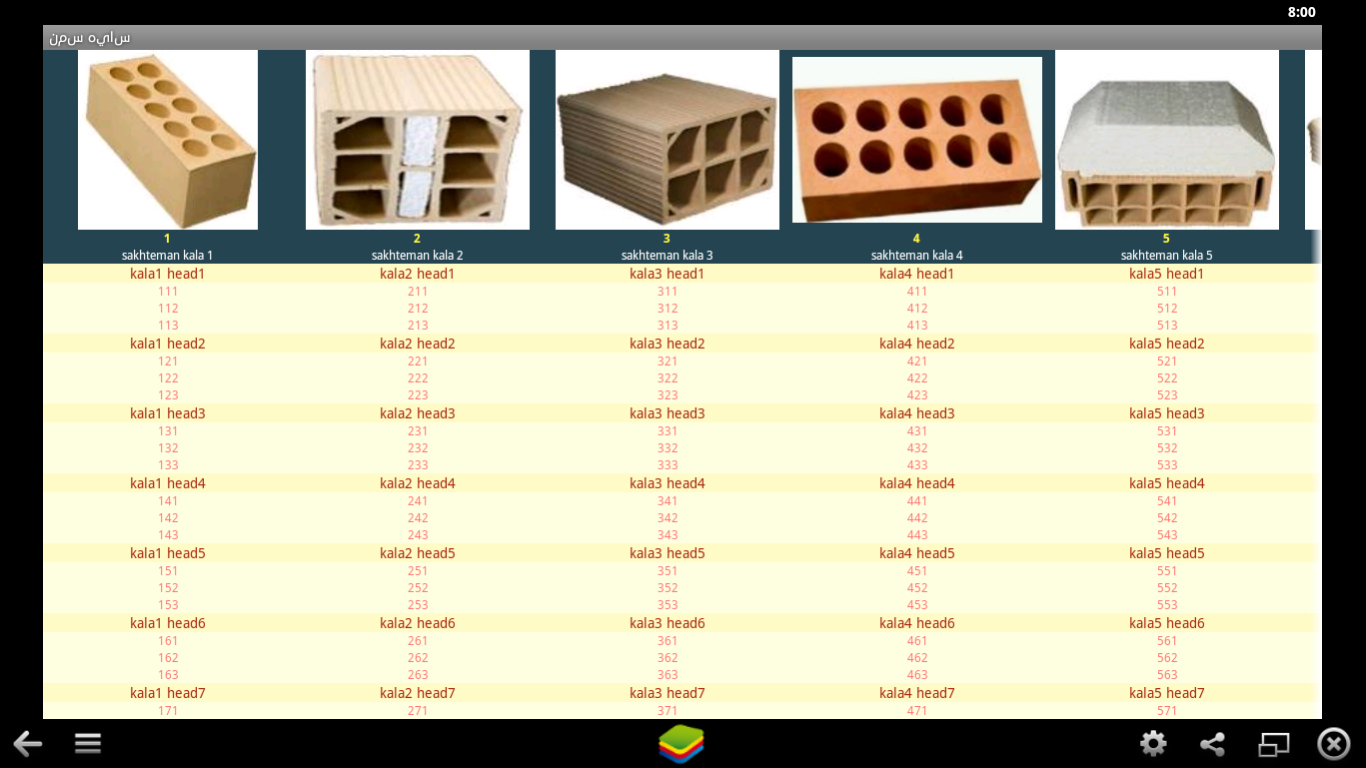 سايه سمن
8:00
1 2 3 4 5
sakhteman kala 1 sakhteman kala 2 sakhteman kala 3 sakhteman kala 4 sakhteman kala 5
kala1 head1 kala2 head1 kala3 head1 kala4 head1 kala5 head1
111 211 311 411 511
112 212 312 412 512
113 213 313 413 513
kala1 head2 kala2 head2 kala3 head2 kala4 head2 kala5 head2
121 221 321 421 521
122 222 322 422 522
123 223 323 423 523
kala1 head3 kala2 head3 kala3 head3 kala4 head3 kala5 head3
131 231 331 431 531
132 232 332 432 532
133 233 333 433 533
kala1 head4 kala2 head4 kala3 head4 kala4 head4 kala5 head4
141 241 341 441 541
142 242 342 442 542
143 243 343 443 543
kala1 head5 kala2 head5 kala3 head5 kala4 head5 kala5 head5
151 251 351 451 551
152 252 352 452 552
153 253 353 453 553
kala1 head6 kala2 head6 kala3 head6 kala4 head6 kala5 head6
161 261 361 461 561
162 262 362 462 562
163 263 363 463 563
kala1 head7 kala2 head7 kala3 head7 kala4 head7 kala5 head7
171 271 371 471 571